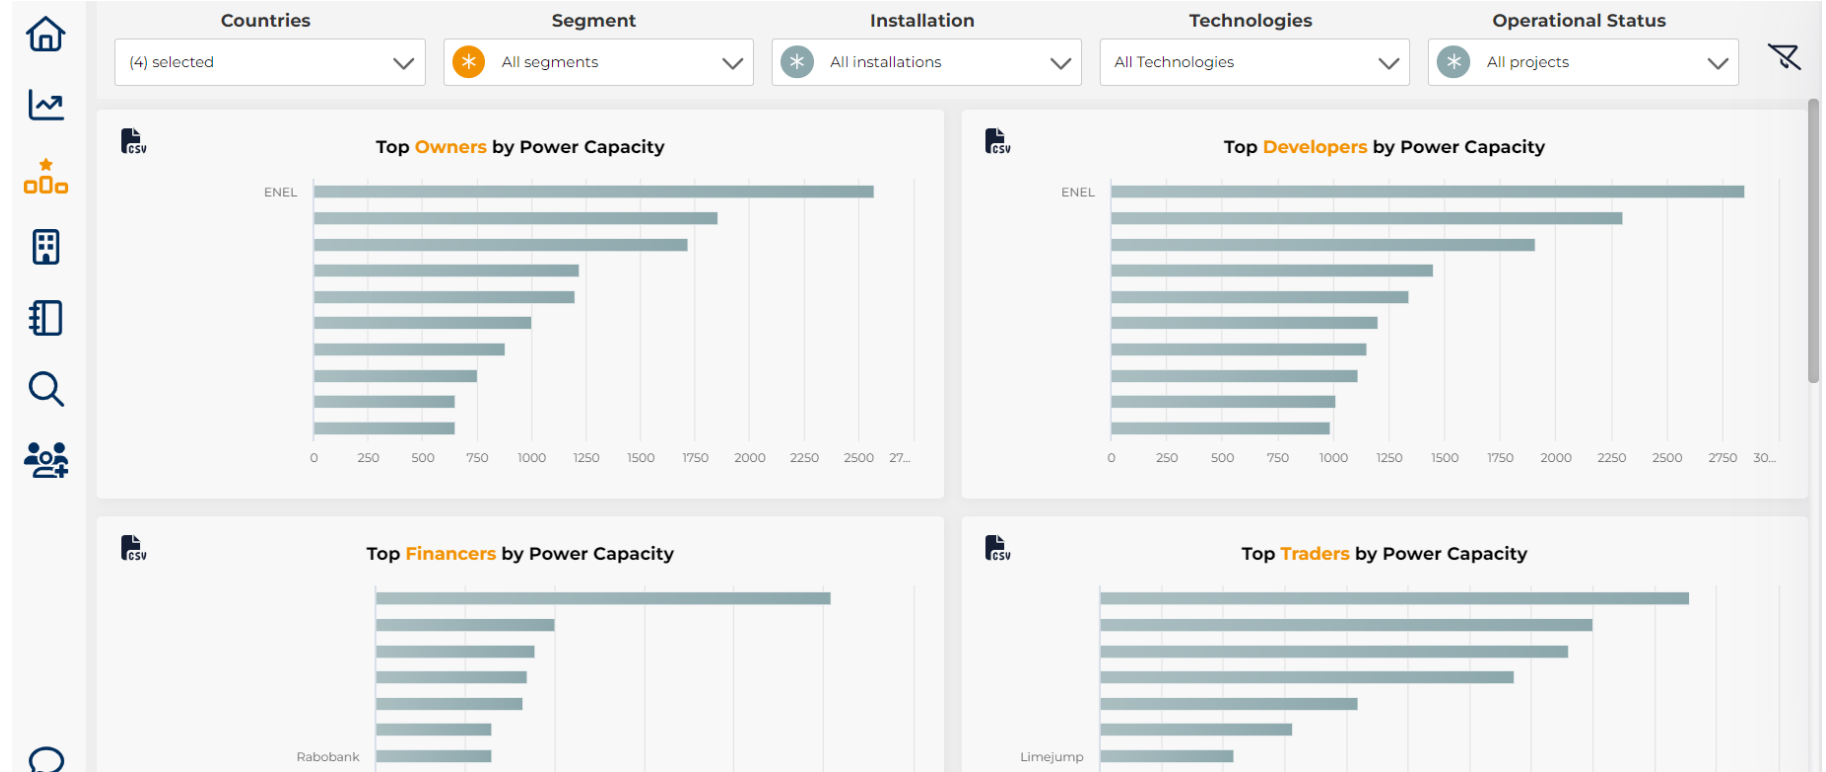 Countries
Segment
Installation
Technologies
Operational Status
(4) selected
All segments
All installations
All Technologies
All projects
CSV
Top Owners by Power Capacity
ENEL
0 250 500 750 1000 1250 1500 1750 2000 2250 2500 27...
CSV
Top Developers by Power Capacity
ENEL
0 250 500 750 1000 1250 1500 1750 2000 2250 2500 2750 30...
CSV
Top Financers by Power Capacity
Rabobank
CSV
Top Traders by Power Capacity
Limejump